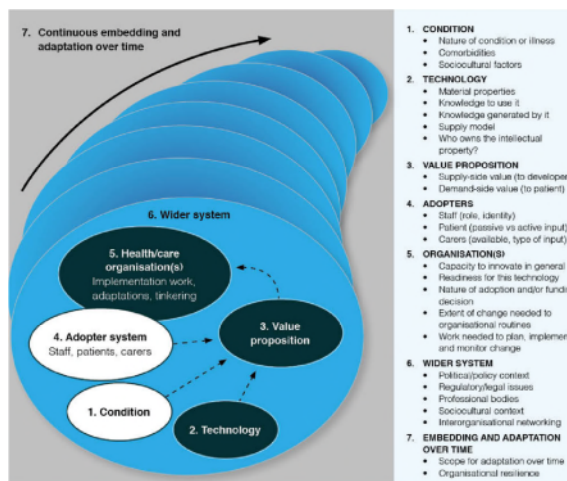 7. Continuous embedding and
adaptation over time
6. Wider system
5. Health/care
organisation(s)
Implementation work,
adaptations, tinkering
4. Adopter system
Staff, patients, carers
3. Value
proposition
1. Condition
2. Technology
1. CONDITION
• Nature of condition or illness
• Comorbidities
• Sociocultural factors
2. TECHNOLOGY
• Material properties
• Knowledge to use it
• Knowledge generated by it
• Supply model
• Who owns the intellectual
property?
3. VALUE PROPOSITION
• Supply-side value (to developer
• Demand-side value (to patient)
4. ADOPTERS
• Staff (role, identity)
• Patient (passive vs active input)
• Carers (available, type of input)
5. ORGANISATION(S)
• Capacity to innovate in general
• Readiness for this technology
• Nature of adoption and/or fundi
decision
• Extent of change needed to
organisational routines
• Work needed to plan, implemen
and monitor change
6. WIDER SYSTEM
• Political/policy context
• Regulatory/legal issues
• Professional bodies
• Sociocultural context
• Interorganisational networking
7. EMBEDDING AND ADAPTATION
OVER TIME
• Scope for adaptation over time
• Organisational resilience